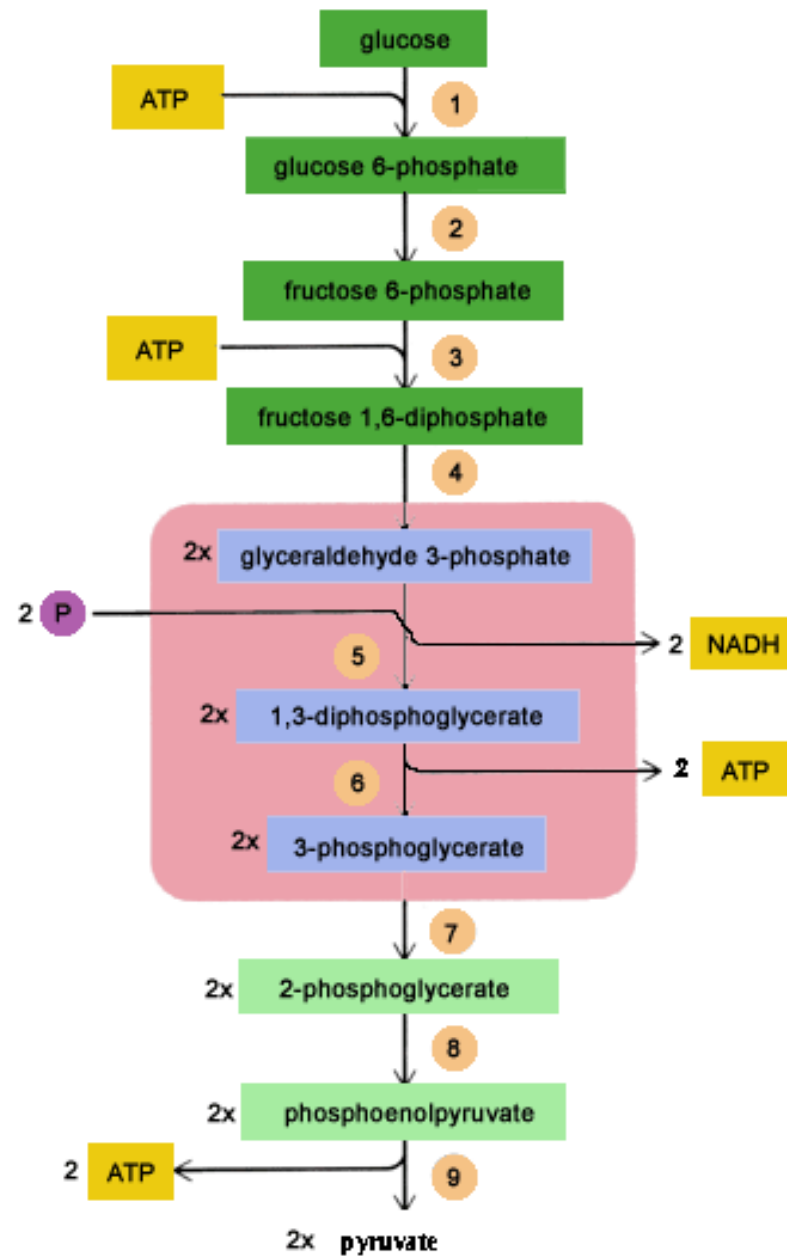 glucose
ATP
1
glucose 6-phosphate
2
fructose 6-phosphate
ATP
3
fructose 1,6-diphosphate
4
2x glyceraldehyde 3-phosphate
2 P
2 NADH
5
2x 1,3-diphosphoglycerate
2 ATP
6
2x 3-phosphoglycerate
7
2x 2-phosphoglycerate
8
2x phosphoenolpyruvate
2 ATP
9
2x pyruvate